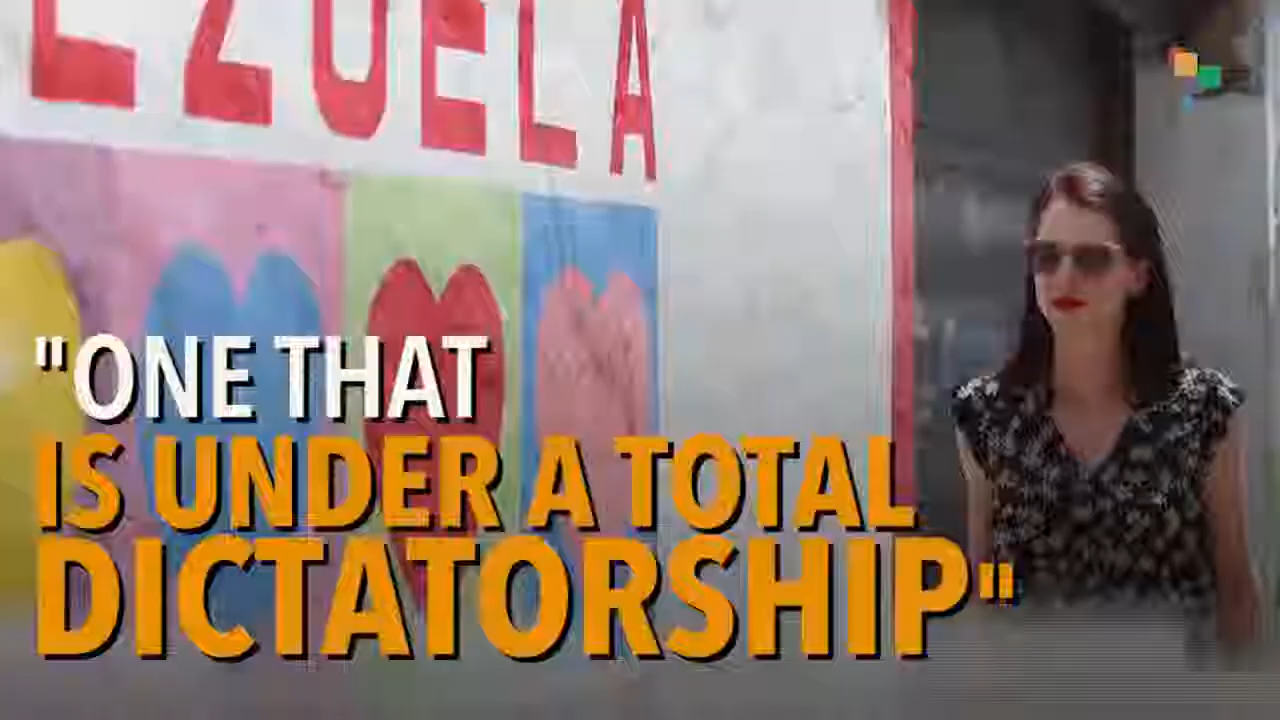 EZUELA
"ONE THAT
IS UNDER A TOTAL
DICTATORSHIP"